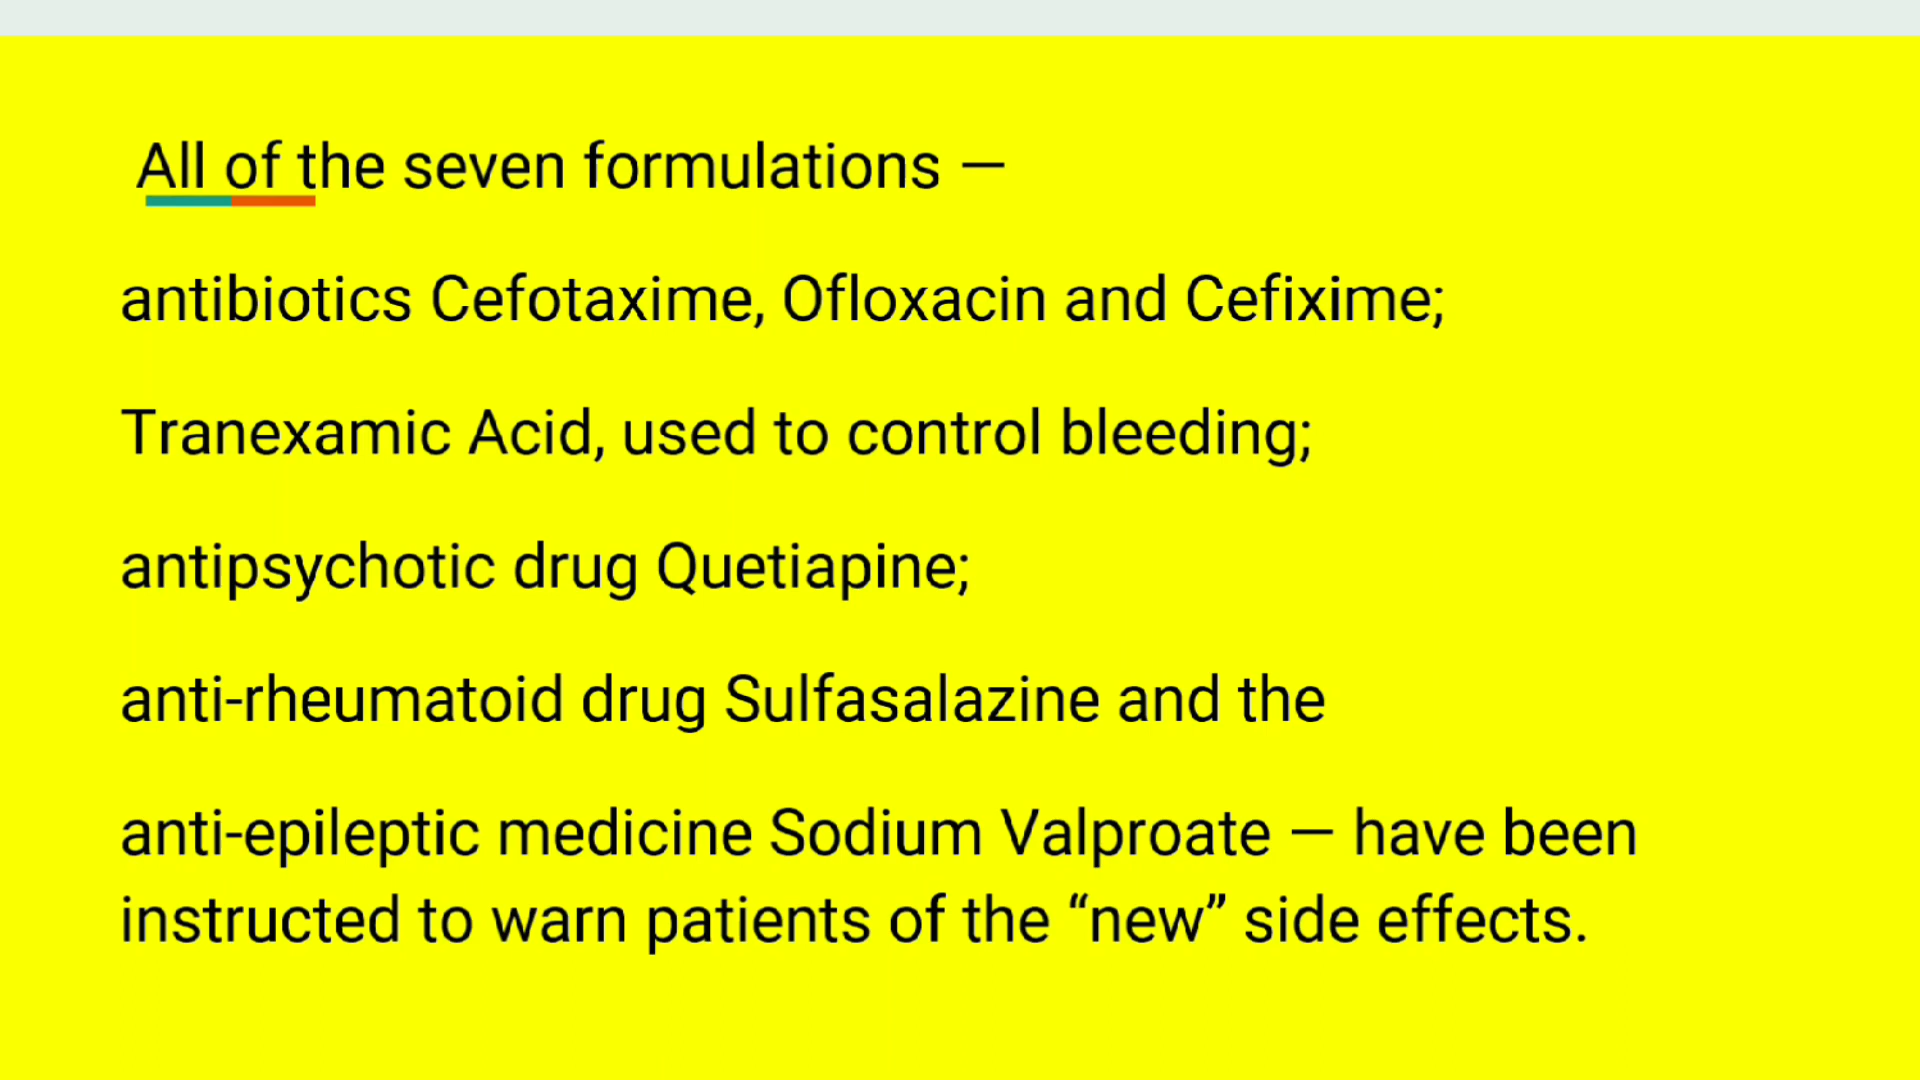 All of the seven formulations —
antibiotics Cefotaxime, Ofloxacin and Cefixime;
Tranexamic Acid, used to control bleeding;
antipsychotic drug Quetiapine;
anti-rheumatoid drug Sulfasalazine and the
anti-epileptic medicine Sodium Valproate — have been
instructed to warn patients of the “new” side effects.